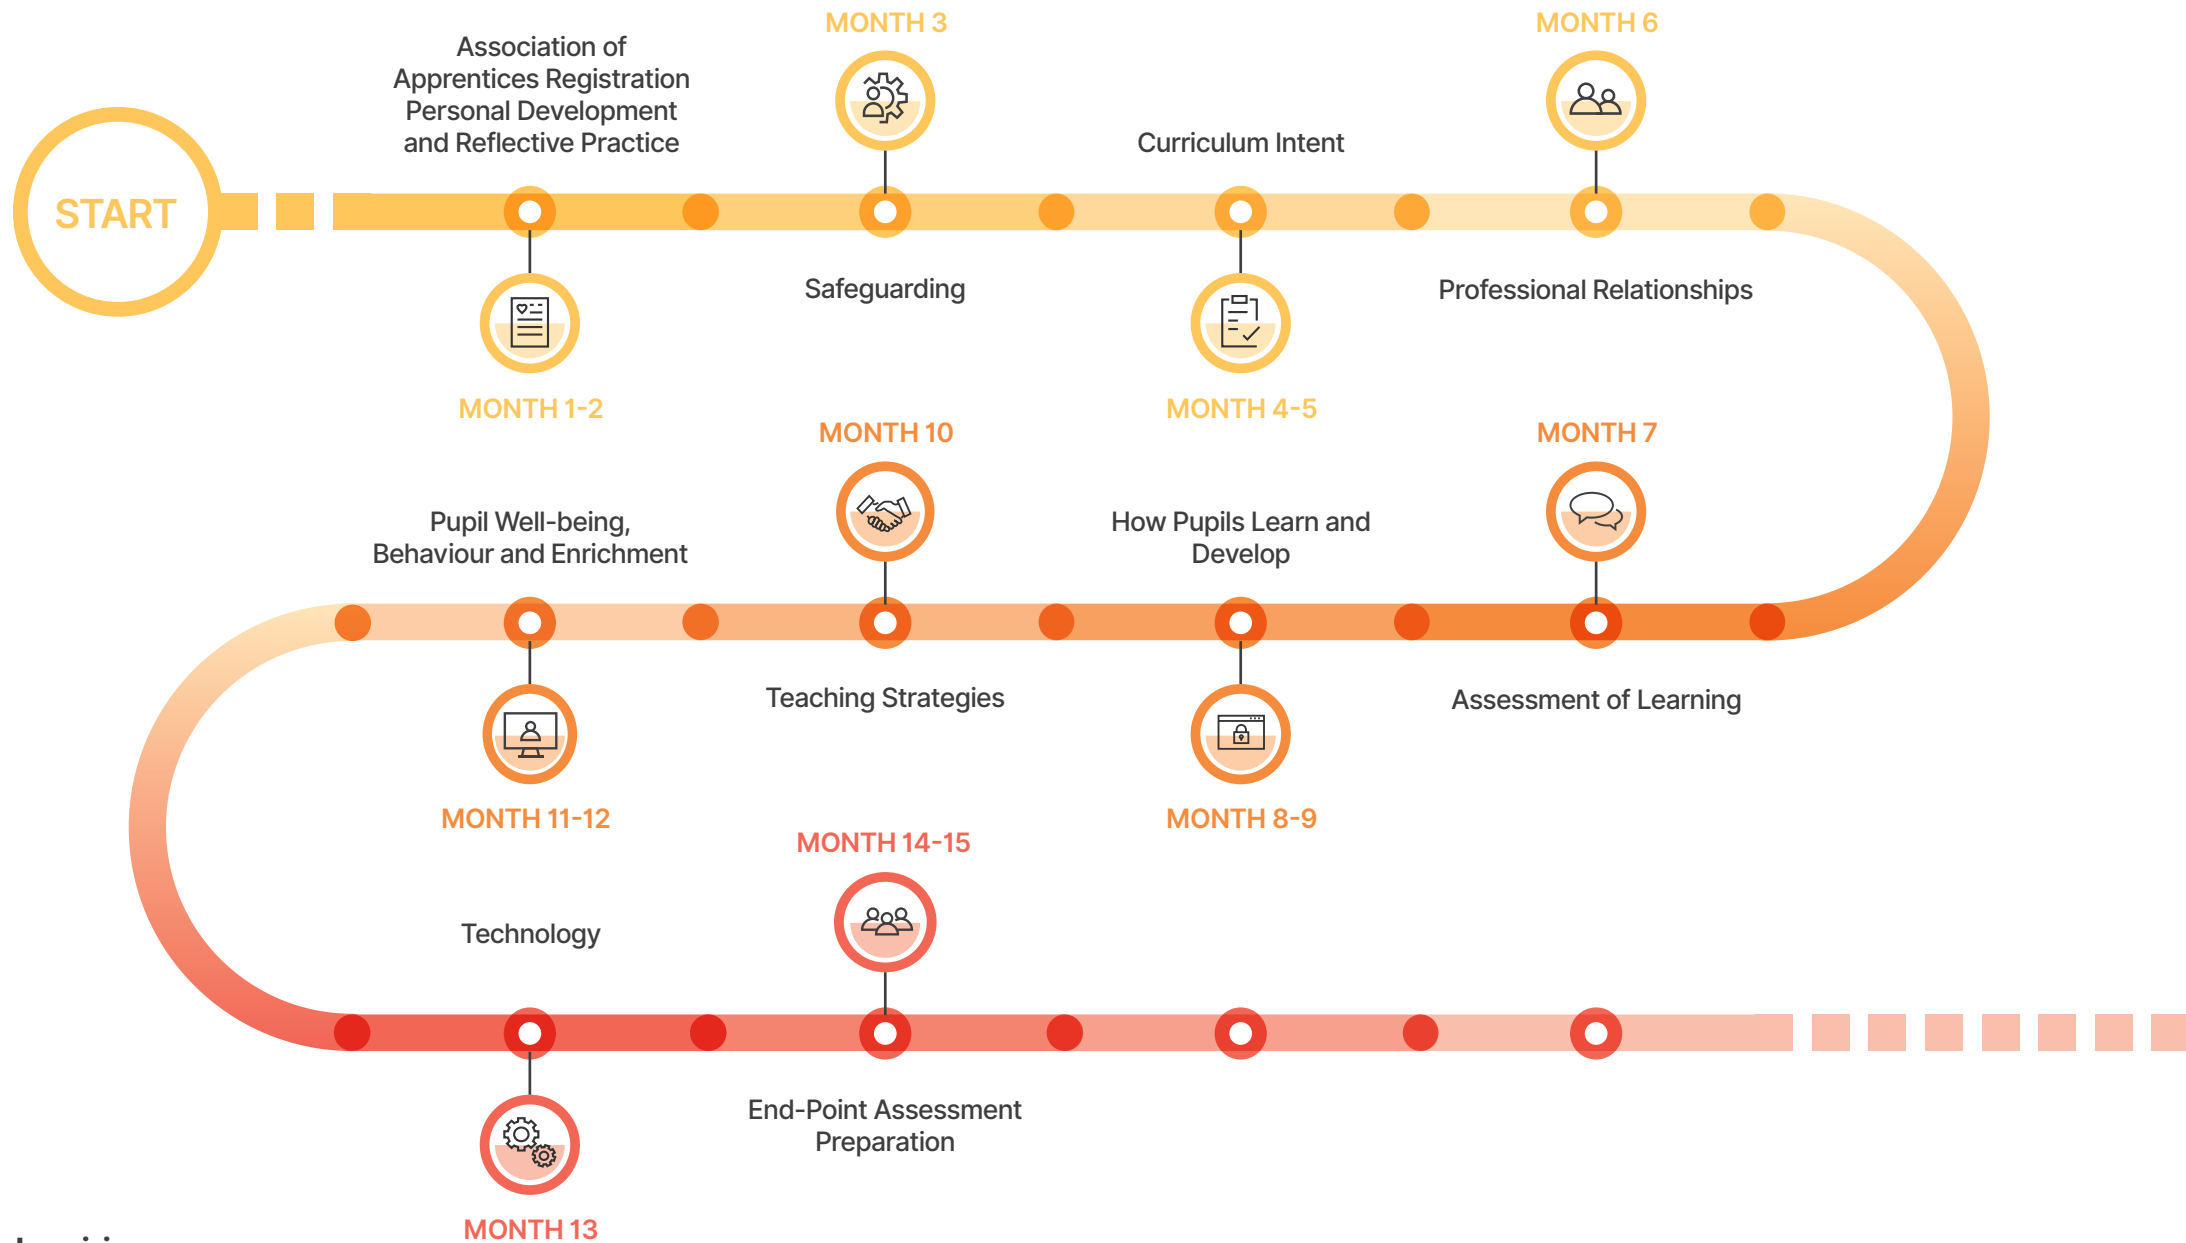 START
Association of
Apprentices Registration
Personal Development
and Reflective Practice
MONTH 1-2
MONTH 3
Safeguarding
Curriculum Intent
MONTH 4-5
MONTH 6
Professional Relationships
MONTH 7
Assessment of Learning
How Pupils Learn and
Develop
MONTH 8-9
MONTH 10
Teaching Strategies
Pupil Well-being,
Behaviour and Enrichment
MONTH 11-12
Technology
MONTH 13
MONTH 14-15
End-Point Assessment
Preparation